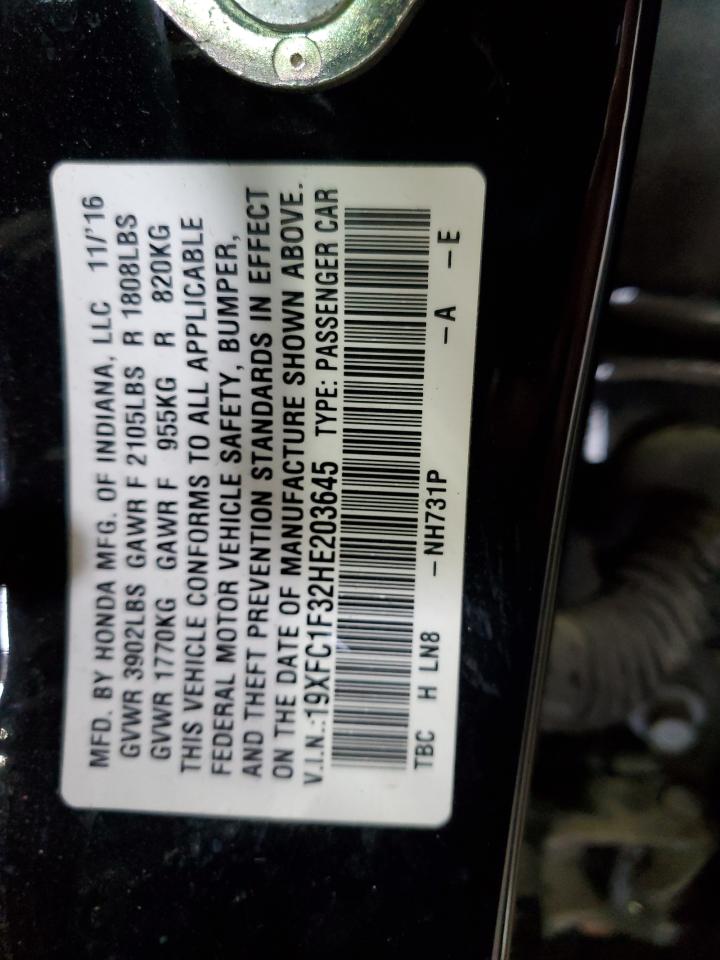 MFD. BY HONDA MFG. OF INDIANA, LLC 11/'16
GVWR 3902LBS GAWR F 2105LBS R 1808LBS
GVWR 1770KG GAWR F 955KG R 820KG
THIS VEHICLE CONFORMS TO ALL APPLICABLE
FEDERAL MOTOR VEHICLE SAFETY, BUMPER,
AND THEFT PREVENTION STANDARDS IN EFFECT
ON THE DATE OF MANUFACTURE SHOWN ABOVE.
V.I.N.:19XFC1F32HE203645 TYPE: PASSENGER CAR
TBC H LN8 -NH731P -A -E